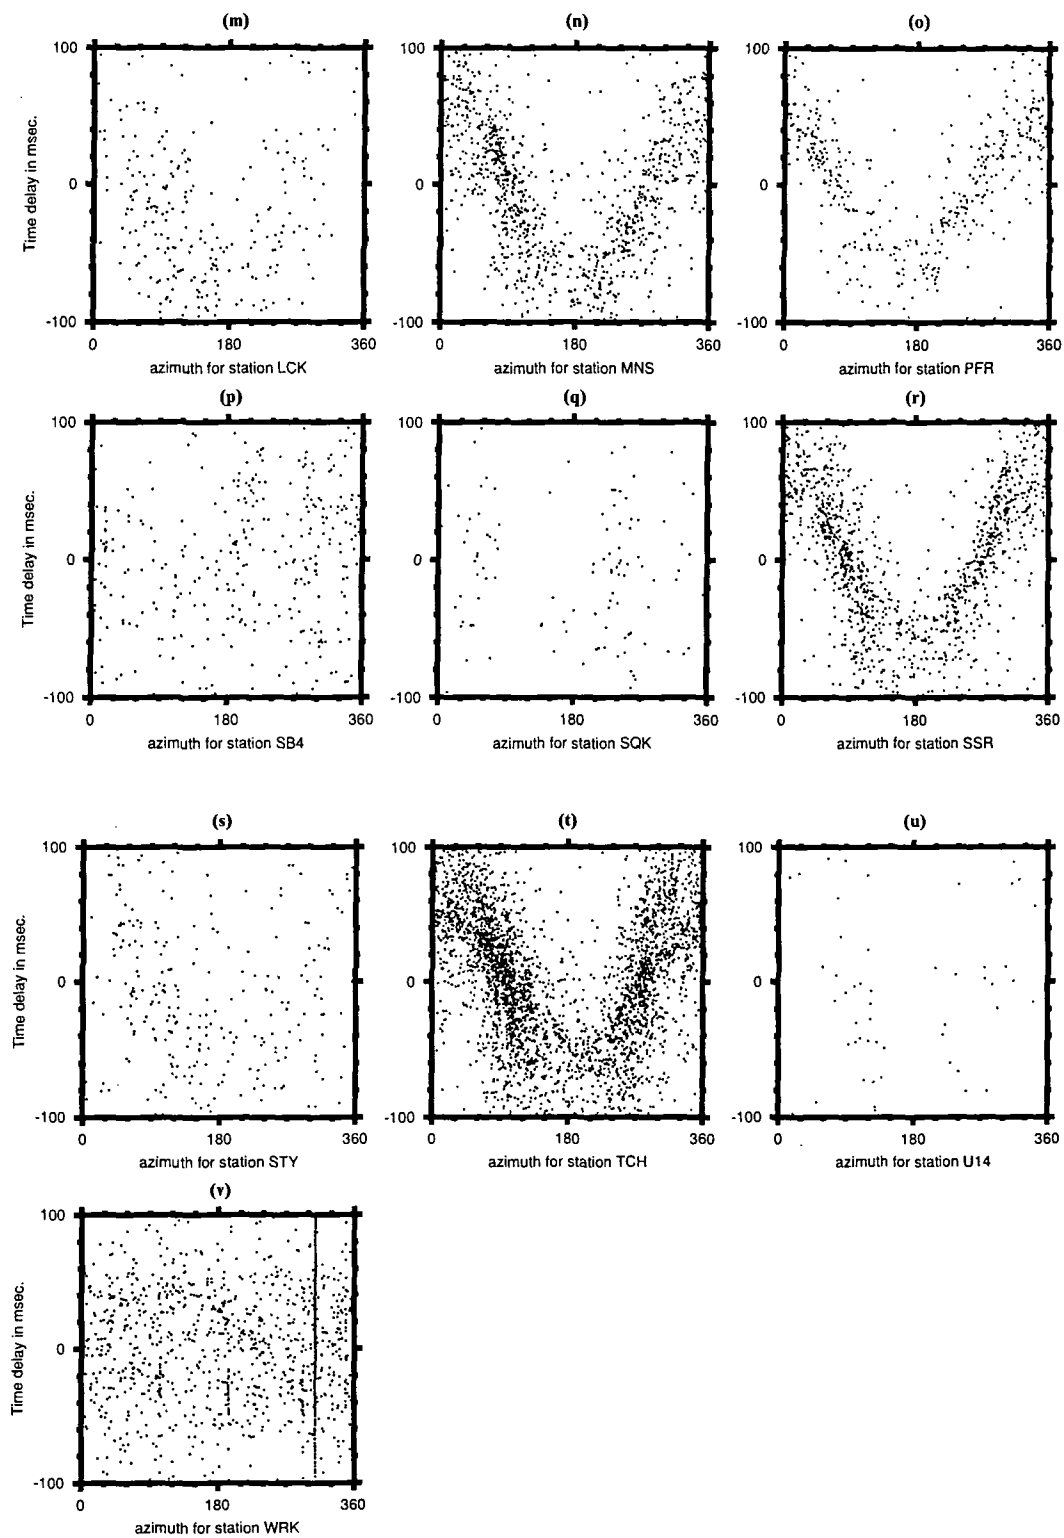 (m) (n) (o)
100 100 100
Time delay in msec.
0 0 0
-100 -100 -100
0 180 360 0 180 360 0 180 360
azimuth for station LCK azimuth for station MNS azimuth for station PFR
(p) (q) (r)
100 100 100
Time delay in msec.
0 0 0
-100 -100 -100
0 180 360 0 180 360 0 180 360
azimuth for station SB4 azimuth for station SQK azimuth for station SSR
(s) (t) (u)
100 100 100
Time delay in msec.
0 0 0
-100 -100 -100
0 180 360 0 180 360 0 180 360
azimuth for station STY azimuth for station TCH azimuth for station U14
(v)
100
Time delay in msec.
0
-100
0 180 360
azimuth for station WRK